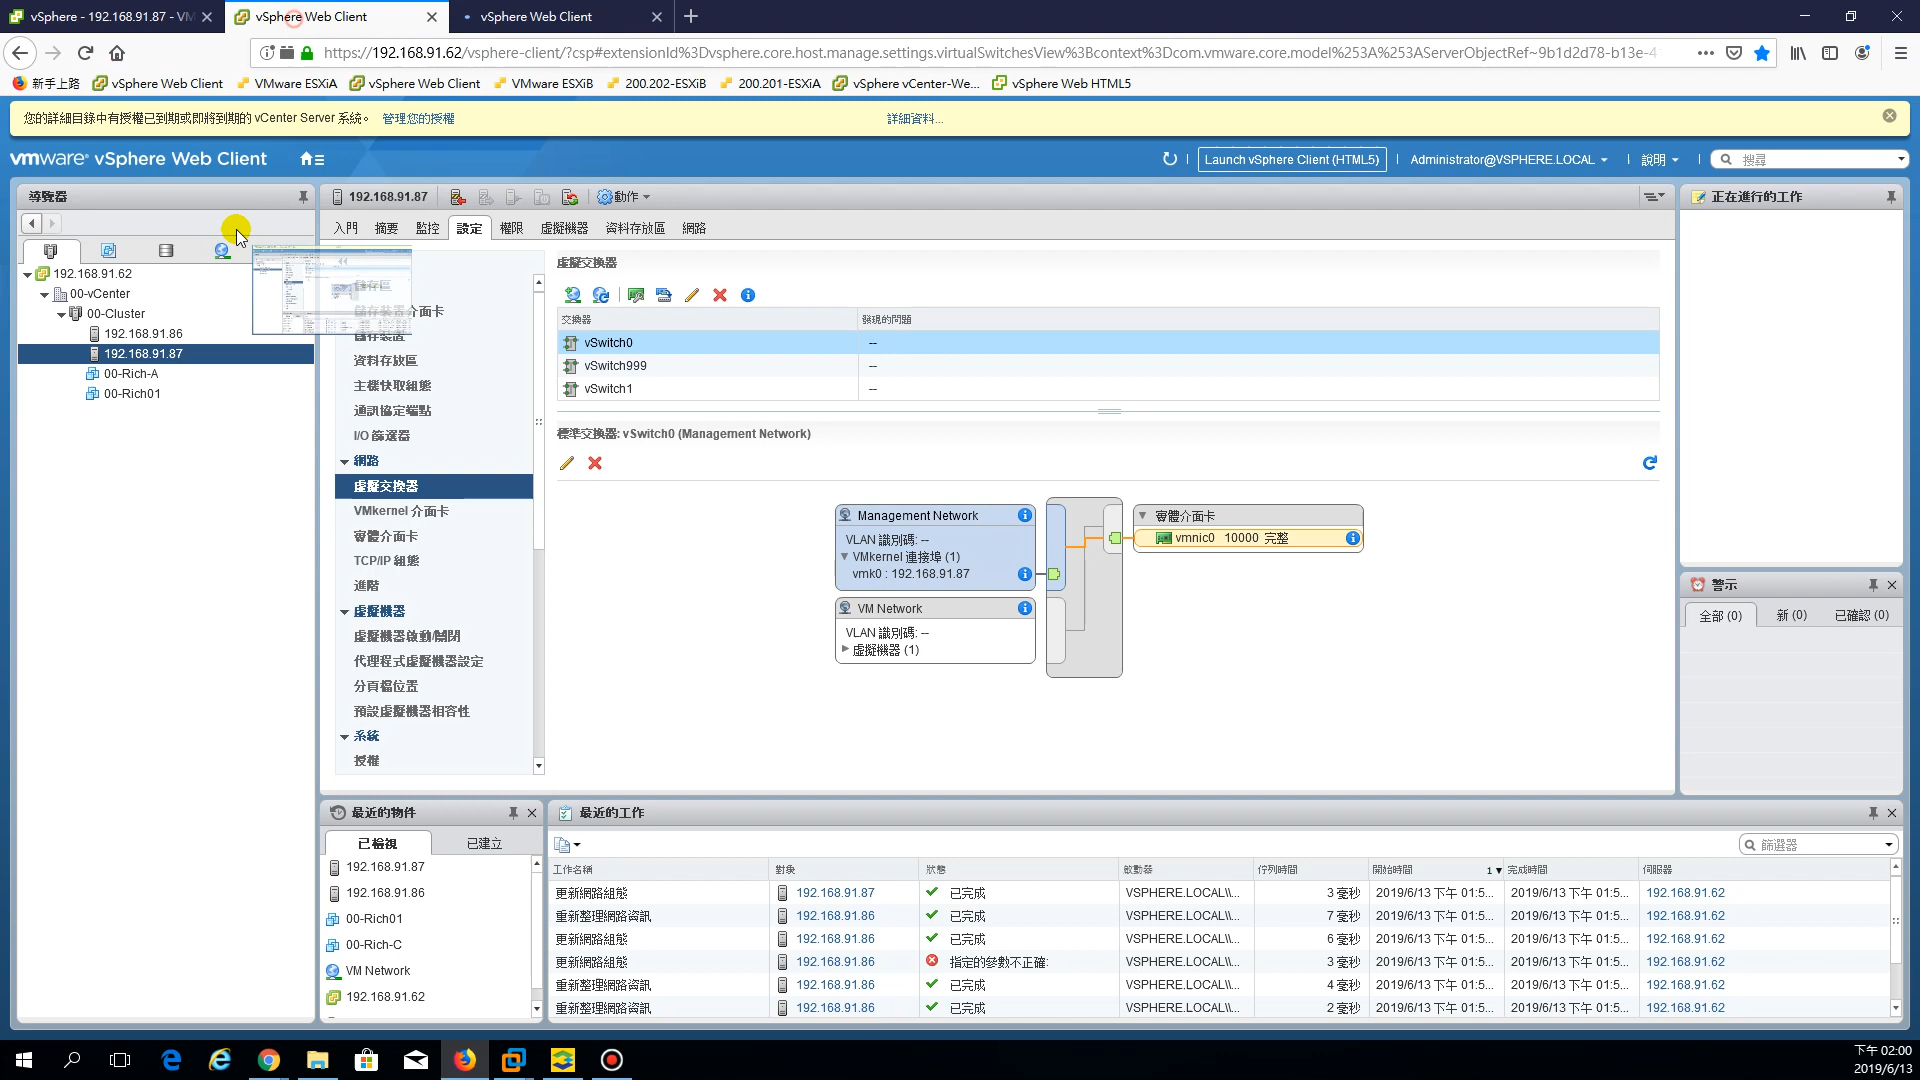 vSphere - 192.168.91.87 - VM
vSphere Web Client
vSphere Web Client
https://192.168.91.62/vsphere-client/?csp#extensionId%3Dvsphere.core.host.manage.settings.virtualSwitchesView%3Bcontext%3Dcom.vmware.core.model%253A%253AServerObjectRef~9b1d2d78-b13e-4
新手上路 vSphere Web Client VMware ESXiA vSphere Web Client VMware ESXiB 200.202-ESXiB 200.201-ESXiA vSphere vCenter-We... vSphere Web HTML5
您的詳細目錄中有授權已到期或即將到期的 vCenter Server 系統。 管理您的授權 詳細資料...
vmware® vSphere Web Client
Launch vSphere Client (HTML5) Administrator@VSPHERE.LOCAL 說明 搜尋
導覽器
192.168.91.62
00-vCenter
00-Cluster
192.168.91.86
192.168.91.87
00-Rich-A
00-Rich01
192.168.91.87 動作
入門 摘要 監控 設定 權限 虛擬機器 資料存放區 網路
儲存裝置介面卡
儲存裝置
資料存放區
主機快取組態
通訊協定端點
I/O 篩選器
網路
虛擬交換器
VMkernel 介面卡
實體介面卡
TCP/IP 組態
進階
虛擬機器
虛擬機器啟動/關閉
代理程式虛擬機器設定
分頁檔位置
預設虛擬機器相容性
系統
授權
虛擬交換器
交換器 發現的問題
vSwitch0 --
vSwitch999 --
vSwitch1 --
標準交換器: vSwitch0 (Management Network)
Management Network
VLAN 識別碼: --
VMkernel 連接埠 (1)
vmk0 : 192.168.91.87
VM Network
VLAN 識別碼: --
虛擬機器 (1)
實體介面卡
vmnic0 10000 完整
正在進行的工作
警示
全部 (0) 新 (0) 已確認 (0)
最近的物件
已檢視 已建立
192.168.91.87
192.168.91.86
00-Rich01
00-Rich-C
VM Network
192.168.91.62
最近的工作
篩選器
工作名稱 對象 狀態 啟動器 佇列時間 開始時間 1 完成時間 伺服器
更新網路組態 192.168.91.87 已完成 VSPHERE.LOCAL\\... 3 毫秒 2019/6/13 下午 01:5... 2019/6/13 下午 01:5... 192.168.91.62
重新整理網路資訊 192.168.91.86 已完成 VSPHERE.LOCAL\\... 7 毫秒 2019/6/13 下午 01:5... 2019/6/13 下午 01:5... 192.168.91.62
更新網路組態 192.168.91.86 已完成 VSPHERE.LOCAL\\... 6 毫秒 2019/6/13 下午 01:5... 2019/6/13 下午 01:5... 192.168.91.62
更新網路組態 192.168.91.86 指定的參數不正確: VSPHERE.LOCAL\\... 3 毫秒 2019/6/13 下午 01:5... 2019/6/13 下午 01:5... 192.168.91.62
重新整理網路資訊 192.168.91.86 已完成 VSPHERE.LOCAL\\... 4 毫秒 2019/6/13 下午 01:5... 2019/6/13 下午 01:5... 192.168.91.62
重新整理網路資訊 192.168.91.86 已完成 VSPHERE.LOCAL\\... 2 毫秒 2019/6/13 下午 01:5... 2019/6/13 下午 01:5... 192.168.91.62
下午 02:00
2019/6/13